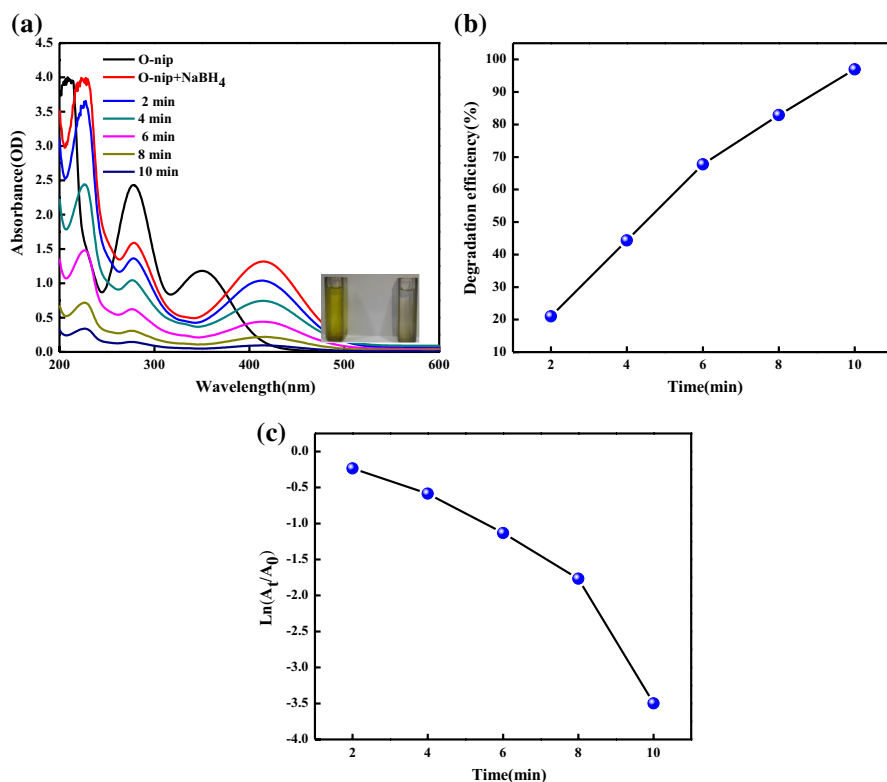 (a)
4.5
4.0
3.5
3.0
2.5
2.0
1.5
1.0
0.5
0.0
Absorbance(OD)
O-nip
O-nip+NaBH4
2 min
4 min
6 min
8 min
10 min
200 300 400 500 600
Wavelength(nm)
(b)
100
90
80
70
60
50
40
30
20
10
Degradation efficiency(%)
2 4 6 8 10
Time(min)
(c)
0.0
-0.5
-1.0
-1.5
-2.0
-2.5
-3.0
-3.5
-4.0
Ln(At/A0)
2 4 6 8 10
Time(min)